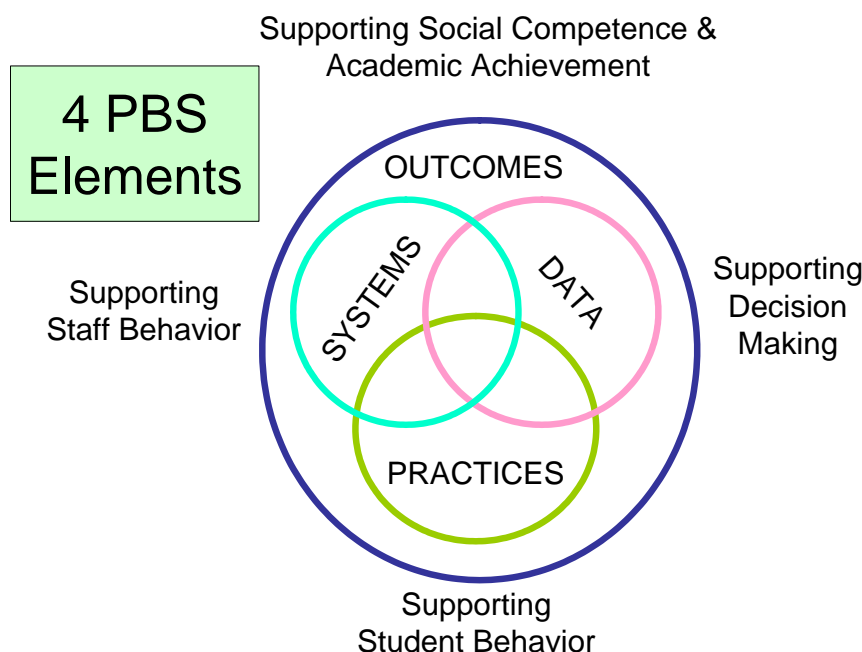 Supporting Social Competence &
Academic Achievement
4 PBS
Elements
OUTCOMES
SYSTEMS
DATA
Supporting
Staff Behavior
Supporting
Decision
Making
PRACTICES
Supporting
Student Behavior